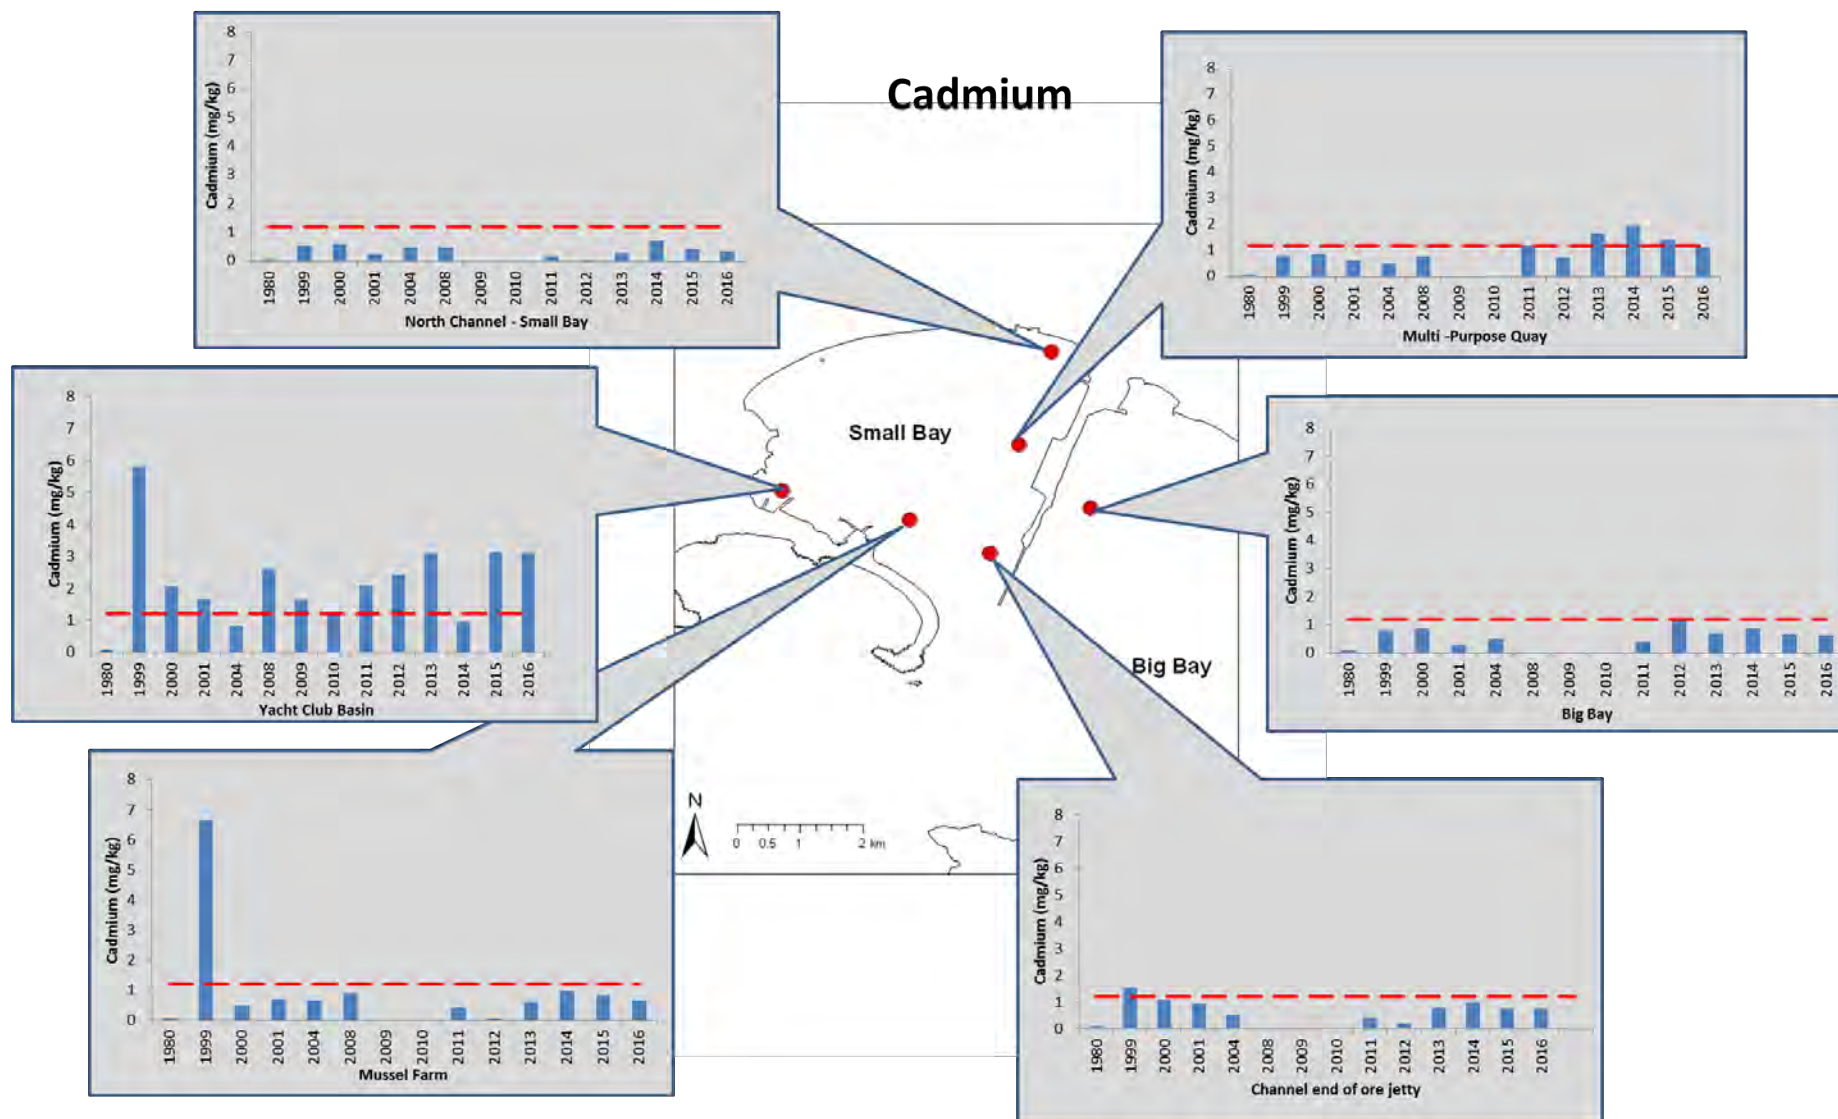 Cadmium
8
7
6
5
4
3
2
1
0
Cadmium (mg/kg)
1980 1999 2000 2001 2004 2008 2009 2010 2011 2012 2013 2014 2015 2016
North Channel - Small Bay
8
7
6
5
4
3
2
1
0
Cadmium (mg/kg)
1980 1999 2000 2001 2004 2008 2009 2010 2011 2012 2013 2014 2015 2016
Multi -Purpose Quay
8
7
6
5
4
3
2
1
0
Cadmium (mg/kg)
1980 1999 2000 2001 2004 2008 2009 2010 2011 2012 2013 2014 2015 2016
Yacht Club Basin
Small Bay
Big Bay
8
7
6
5
4
3
2
1
0
Cadmium (mg/kg)
1980 1999 2000 2001 2004 2008 2009 2010 2011 2012 2013 2014 2015 2016
Big Bay
8
7
6
5
4
3
2
1
0
Cadmium (mg/kg)
1980 1999 2000 2001 2004 2008 2009 2010 2011 2012 2013 2014 2015 2016
Mussel Farm
N
0 0.5 1 2 km
8
7
6
5
4
3
2
1
0
Cadmium (mg/kg)
1980 1999 2000 2001 2004 2008 2009 2010 2011 2012 2013 2014 2015 2016
Channel end of ore jetty